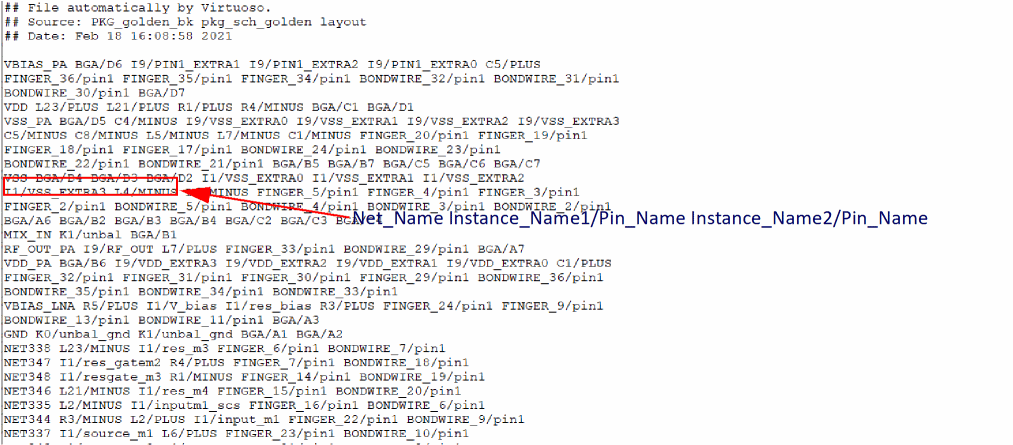 ## File automatically by Virtuoso.
## Source: PKG_golden_bk pkg_sch_golden layout
## Date: Feb 18 16:08:58 2021
VBIAS_PA BGA/D6 I9/PIN1_EXTRA1 I9/PIN1_EXTRA2 I9/PIN1_EXTRA0 C5/PLUS
FINGER_36/pin1 FINGER_35/pin1 FINGER_34/pin1 BONDWIRE_32/pin1 BONDWIRE_31/pin1
BONDWIRE_30/pin1 BGA/D7
VDD L23/PLUS L21/PLUS R1/PLUS R4/MINUS BGA/C1 BGA/D1
VSS_PA BGA/D5 C4/MINUS I9/VSS_EXTRA0 I9/VSS_EXTRA1 I9/VSS_EXTRA2 I9/VSS_EXTRA3
C5/MINUS C8/MINUS L5/MINUS L7/MINUS C1/MINUS FINGER_20/pin1 FINGER_19/pin1
FINGER_18/pin1 FINGER_17/pin1 BONDWIRE_24/pin1 BONDWIRE_23/pin1
BONDWIRE_22/pin1 BONDWIRE_21/pin1 BGA/B5 BGA/B7 BGA/C5 BGA/C6 BGA/C7
VSS BGA/D4 BGA/D3 BGA/D2 I1/VSS_EXTRA0 I1/VSS_EXTRA1 I1/VSS_EXTRA2
I1/VSS_EXTRA3 L4/MINUS FINGER_5/pin1 FINGER_4/pin1 FINGER_3/pin1
FINGER_2/pin1 BONDWIRE_5/pin1 BONDWIRE_4/pin1 BONDWIRE_3/pin1 BONDWIRE_2/pin1
BGA/A6 BGA/B2 BGA/B3 BGA/B4 BGA/C2 BGA/C3
Net_Name Instance_Name1/Pin_Name Instance_Name2/Pin_Name
MIX_IN K1/unbal BGA/B1
RF_OUT_PA I9/RF_OUT L7/PLUS FINGER_33/pin1 BONDWIRE_29/pin1 BGA/A7
VDD_PA BGA/B6 I9/VDD_EXTRA3 I9/VDD_EXTRA2 I9/VDD_EXTRA1 I9/VDD_EXTRA0 C1/PLUS
FINGER_32/pin1 FINGER_31/pin1 FINGER_30/pin1 FINGER_29/pin1 BONDWIRE_36/pin1
BONDWIRE_35/pin1 BONDWIRE_34/pin1 BONDWIRE_33/pin1
VBIAS_LNA R5/PLUS I1/V_bias I1/res_bias R3/PLUS FINGER_24/pin1 FINGER_9/pin1
BONDWIRE_13/pin1 BONDWIRE_11/pin1 BGA/A3
GND K0/unbal_gnd K1/unbal_gnd BGA/A1 BGA/A2
NET338 L23/MINUS I1/res_m3 FINGER_6/pin1 BONDWIRE_7/pin1
NET347 I1/res_gatem2 R4/PLUS FINGER_7/pin1 BONDWIRE_18/pin1
NET348 I1/resgate_m3 R1/MINUS FINGER_14/pin1 BONDWIRE_19/pin1
NET346 L21/MINUS I1/res_m4 FINGER_15/pin1 BONDWIRE_20/pin1
NET335 L2/MINUS I1/inputm1_scs FINGER_16/pin1 BONDWIRE_6/pin1
NET344 R3/MINUS L2/PLUS I1/input_m1 FINGER_22/pin1 BONDWIRE_9/pin1
NET337 I1/source_m1 L6/PLUS FINGER_23/pin1 BONDWIRE_10/pin1